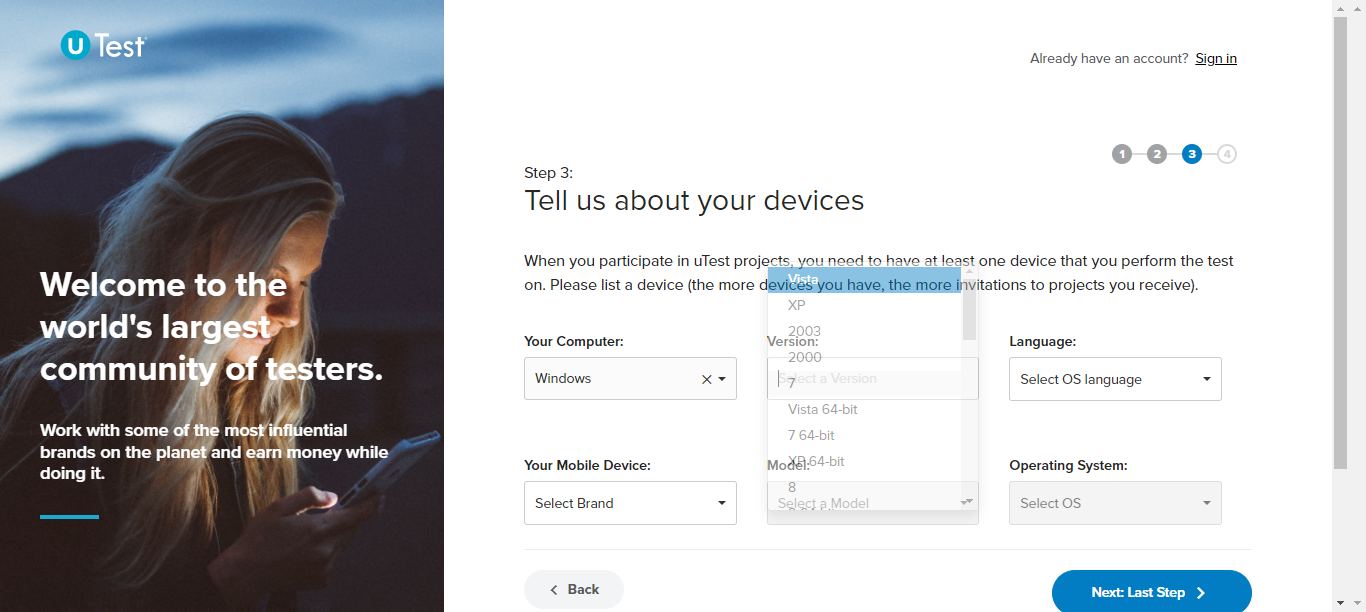 uTest
Already have an account? Sign in
1 2 3 4
Step 3:
Tell us about your devices
When you participate in uTest projects, you need to have at least one device that you perform the test
on. Please list a device (the more devices you have, the more invitations to projects you receive).
Welcome to the
world's largest
community of testers.
Work with some of the most influential
brands on the planet and earn money while
doing it.
Your Computer:
Windows
Version:
Select a Version
Vista
XP
2003
2000
7
Vista 64-bit
7 64-bit
XP 64-bit
8
Language:
Select OS language
Your Mobile Device:
Select Brand
Model:
Select a Model
Operating System:
Select OS
Back
Next: Last Step